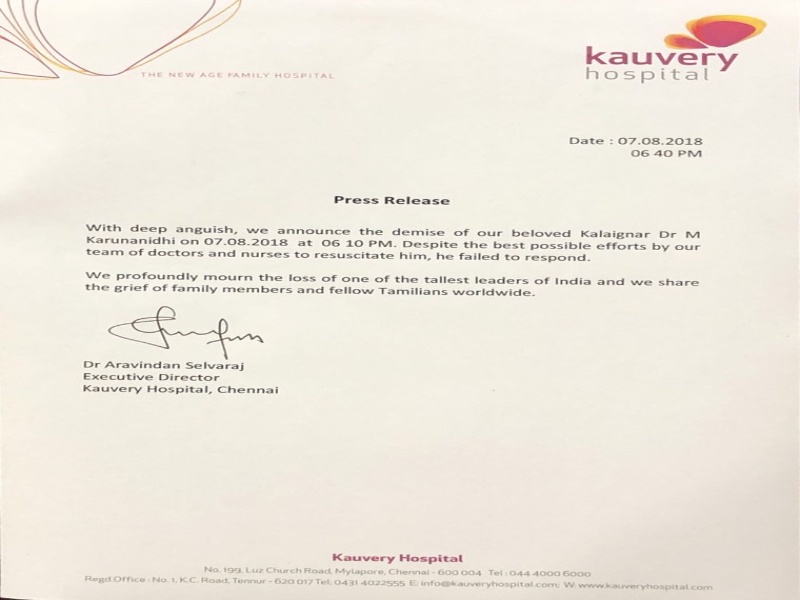 THE NEW AGE FAMILY HOSPITAL
kauvery
hospital
Date : 07.08.2018
06 40 PM
Press Release
With deep anguish, we announce the demise of our beloved Kalaignar Dr M
Karunanidhi on 07.08.2018 at 06 10 PM. Despite the best possible efforts by our
team of doctors and nurses to resuscitate him, he failed to respond.
We profoundly mourn the loss of one of the tallest leaders of India and we share
the grief of family members and fellow Tamilians worldwide.
Dr Aravindan Selvaraj
Executive Director
Kauvery Hospital, Chennai
Kauvery Hospital
No. 199, Luz Church Road, Mylapore, Chennai - 600 004 Tel : 044 4000 6000
Regd.Office : No. 1, K.C. Road, Tennur - 620 017 Tel: 0431 4022555 E: info@kauveryhospital.com; W: www.kauveryhospital.com